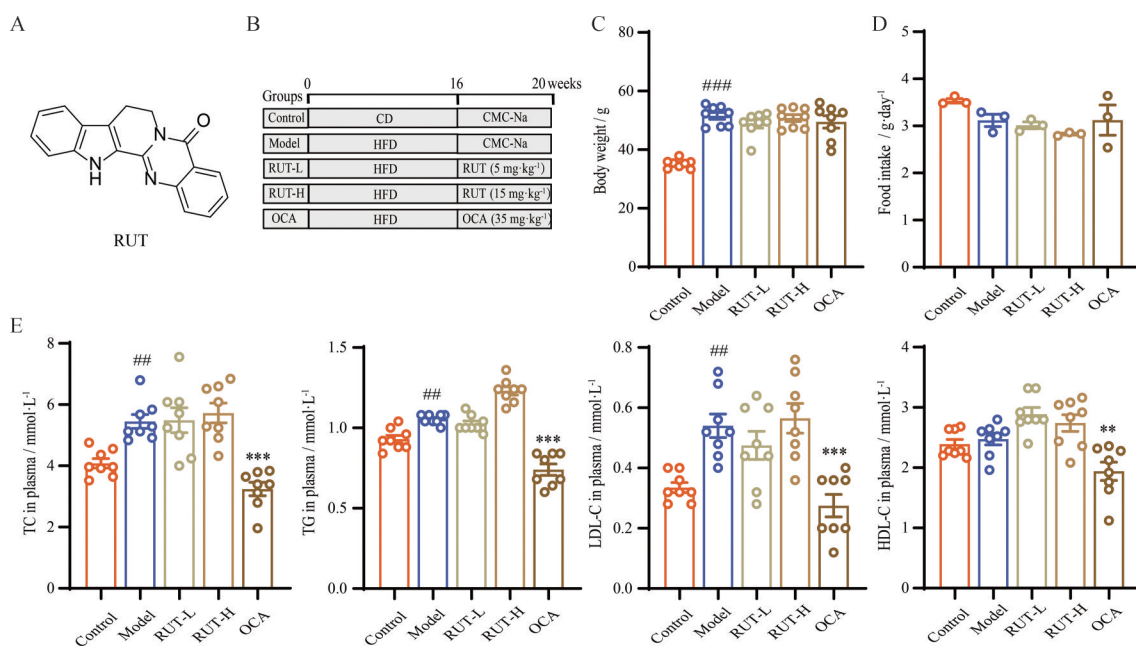 A
N
O
N
H
N
RUT
B
0 16 20 weeks
Groups
Control CD CMC-Na
Model HFD CMC-Na
RUT-L HFD RUT (5 mg·kg⁻¹)
RUT-H HFD RUT (15 mg·kg⁻¹)
OCA HFD OCA (35 mg·kg⁻¹)
C
Body weight / g
80
60
40
20
0
###
Control Model RUT-L RUT-H OCA
D
Food intake / g·day⁻¹
5
4
3
2
1
0
Control Model RUT-L RUT-H OCA
E
TC in plasma / mmol·L⁻¹
8
6
4
2
0
##
***
Control Model RUT-L RUT-H OCA
TG in plasma / mmol·L⁻¹
1.5
1.0
0.5
0.0
##
***
Control Model RUT-L RUT-H OCA
LDL-C in plasma / mmol·L⁻¹
0.8
0.6
0.4
0.2
0.0
##
***
Control Model RUT-L RUT-H OCA
HDL-C in plasma / mmol·L⁻¹
4
3
2
1
0
**
Control Model RUT-L RUT-H OCA